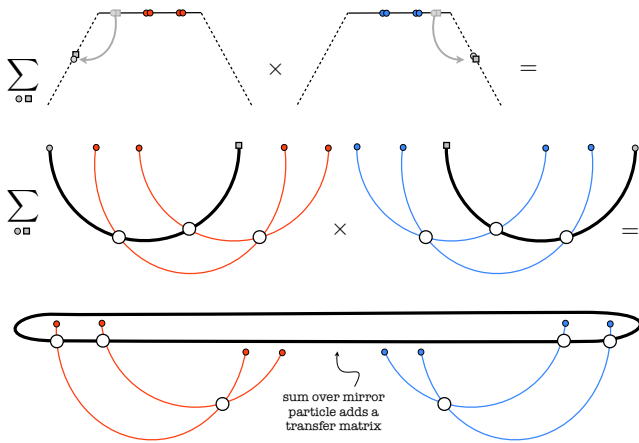 ∑ × =
∑ × =
sum over mirror
particle adds a
transfer matrix